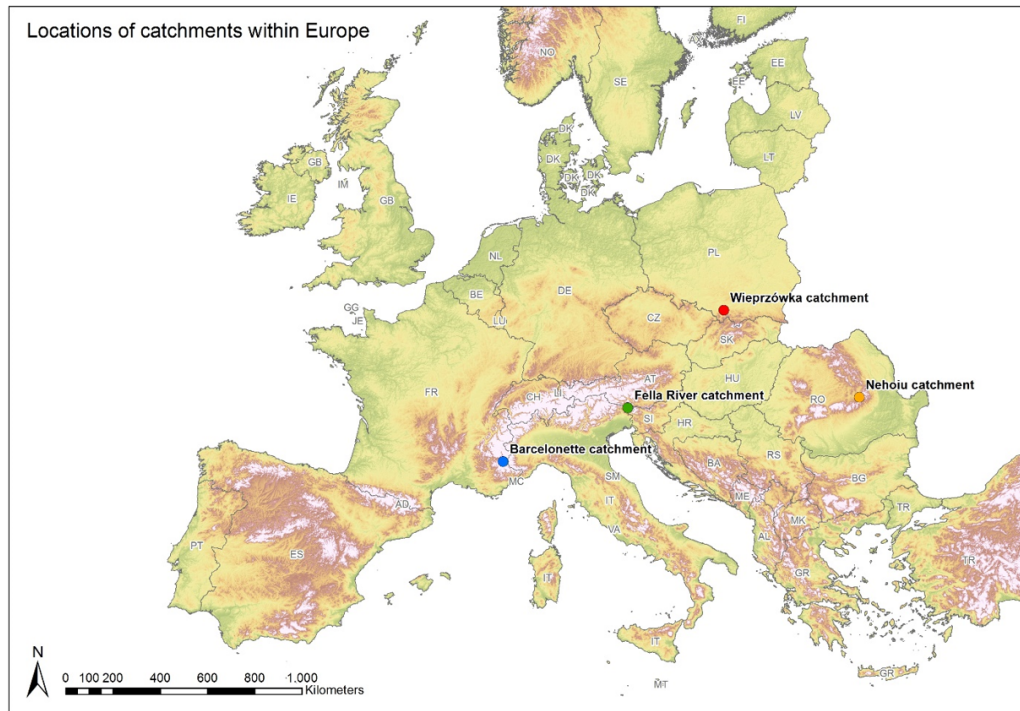 Locations of catchments within Europe
FI
NO
AX
SE
EE
EE
LV
DK
DK
DK
DK
DK
LT
GB
IM
IE
GB
PL
NL
BE
DE
Wieprzówka catchment
GG
JE
LU
CZ
SK
FR
AT
HU
Nehoiu catchment
CH
LI
Fella River catchment
RO
SI
HR
Barcelonette catchment
RS
BA
MC
SM
BG
ME
AD
IT
VA
MK
TR
AL
PT
ES
IT
GR
TR
IT
GR
MT
N
0 100 200 400 600 800 1.000
Kilometers